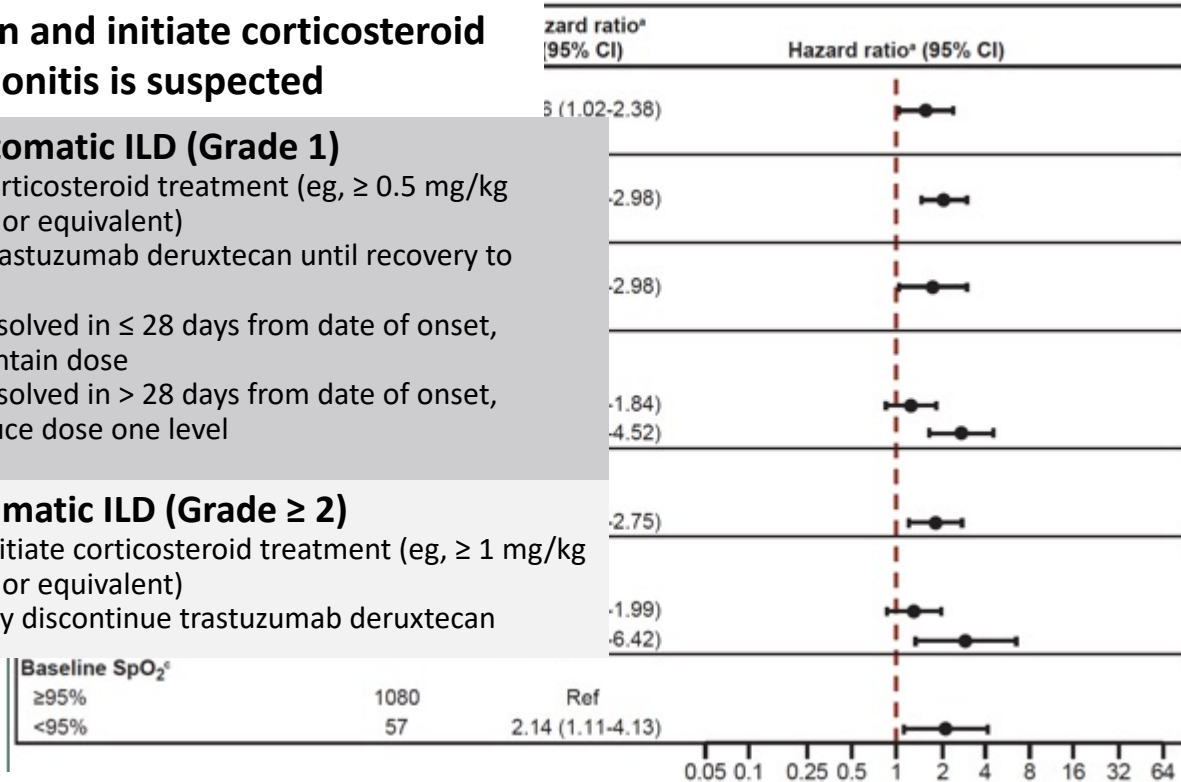 n and initiate corticosteroid
onitis is suspected
omatic ILD (Grade 1)
rticosteroid treatment (eg, ≥ 0.5 mg/kg
or equivalent)
astuzumab deruxtecan until recovery to
solved in ≤ 28 days from date of onset,
ntain dose
solved in > 28 days from date of onset,
uce dose one level
matic ILD (Grade ≥ 2)
itiate corticosteroid treatment (eg, ≥ 1 mg/kg
or equivalent)
y discontinue trastuzumab deruxtecan
zard ratioᵃ
(95% CI)
Hazard ratioᵃ (95% CI)
6 (1.02-2.38)
-2.98)
-2.98)
-1.84)
-4.52)
-2.75)
-1.99)
-6.42)
Baseline SpO₂ᶜ
≥95% 1080 Ref
<95% 57 2.14 (1.11-4.13)
0.05 0.1 0.25 0.5 1 2 4 8 16 32 64